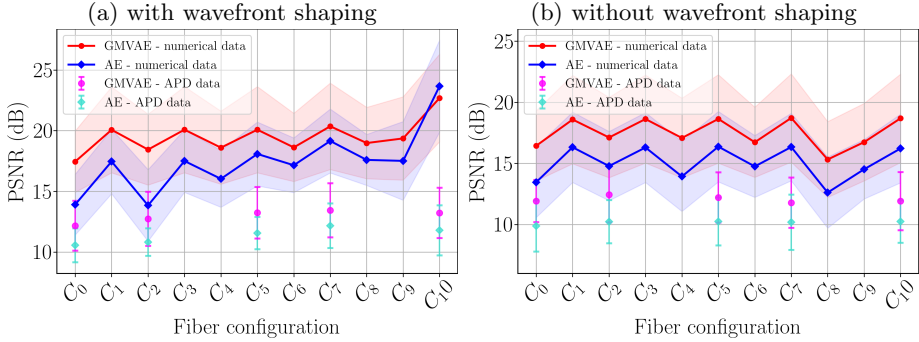 (a) with wavefront shaping
GMVAE - numerical data
AE - numerical data
GMVAE - APD data
AE - APD data
PSNR (dB)
25
20
15
10
C0 C1 C2 C3 C4 C5 C6 C7 C8 C9 C10
Fiber configuration
(b) without wavefront shaping
GMVAE - numerical data
AE - numerical data
GMVAE - APD data
AE - APD data
PSNR (dB)
25
20
15
10
C0 C1 C2 C3 C4 C5 C6 C7 C8 C9 C10
Fiber configuration